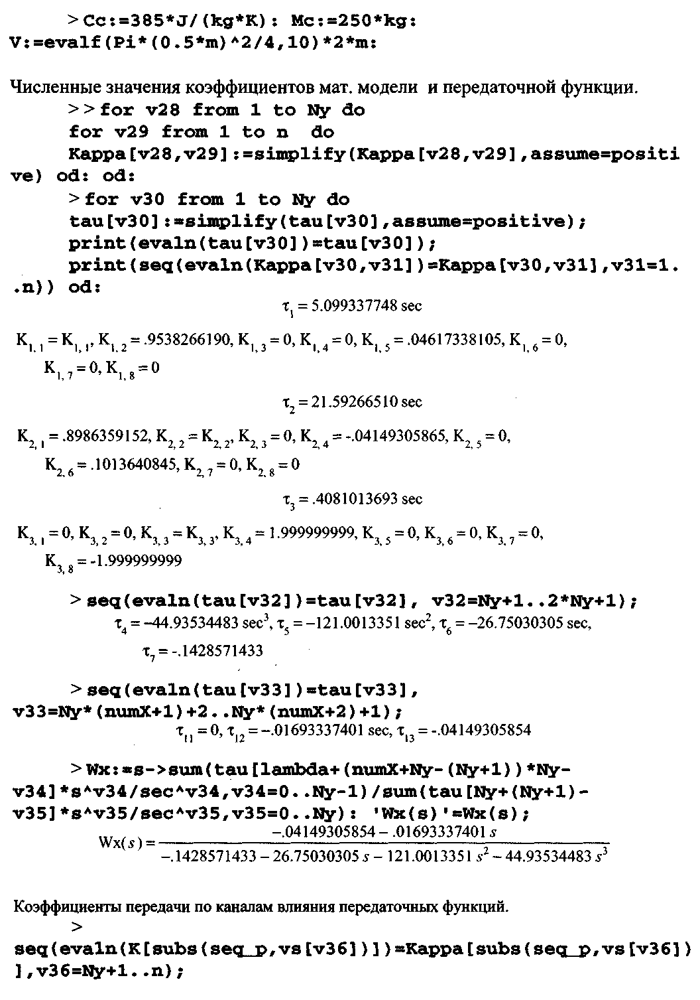 >Cc:=385*J/(kg*K): Mc:=250*kg:
V:=evalf(Pi*(0.5*m)^2/4,10)*2*m:
Численные значения коэффициентов мат. модели и передаточной функции.
>>for v28 from 1 to Ny do
for v29 from 1 to n do
Kappa[v28,v29]:=simplify(Kappa[v28,v29],assume=positi
ve) od: od:
>for v30 from 1 to Ny do
tau[v30]:=simplify(tau[v30],assume=positive);
print(evaln(tau[v30])=tau[v30]);
print(seq(evaln(Kappa[v30,v31])=Kappa[v30,v31],v31=1.
.n)) od:
τ₁ = 5.099337748 sec
K₁,₁ = K₁,₁, K₁,₂ = .9538266190, K₁,₃ = 0, K₁,₄ = 0, K₁,₅ = .04617338105, K₁,₆ = 0,
K₁,₇ = 0, K₁,₈ = 0
τ₂ = 21.59266510 sec
K₂,₁ = .8986359152, K₂,₂ = K₂,₂, K₂,₃ = 0, K₂,₄ = -.04149305865, K₂,₅ = 0,
K₂,₆ = .1013640845, K₂,₇ = 0, K₂,₈ = 0
τ₃ = .4081013693 sec
K₃,₁ = 0, K₃,₂ = 0, K₃,₃ = K₃,₃, K₃,₄ = 1.999999999, K₃,₅ = 0, K₃,₆ = 0, K₃,₇ = 0,
K₃,₈ = -1.999999999
>seq(evaln(tau[v32])=tau[v32], v32=Ny+1..2*Ny+1);
τ₄ = -44.93534483 sec³, τ₅ = -121.0013351 sec², τ₆ = -26.75030305 sec,
τ₇ = -.1428571433
>seq(evaln(tau[v33])=tau[v33],
v33=Ny*(numX+1)+2..Ny*(numX+2)+1);
τ₁₁ = 0, τ₁₂ = -.01693337401 sec, τ₁₃ = -.04149305854
>Wx:=s->sum(tau[lambda+(numX+Ny-(Ny+1))*Ny-
v34]*s^v34/sec^v34,v34=0..Ny-1)/sum(tau[Ny+(Ny+1)-
v35]*s^v35/sec^v35,v35=0..Ny): 'Wx(s)'=Wx(s);
-.04149305854 - .01693337401 s
Wx(s) =
-.1428571433 - 26.75030305 s - 121.0013351 s² - 44.93534483 s³
Коэффициенты передачи по каналам влияния передаточных функций.
>
seq(evaln(K[subs(seq_p,vs[v36])])=Kappa[subs(seq_p,vs[v36])
],v36=Ny+1..n);